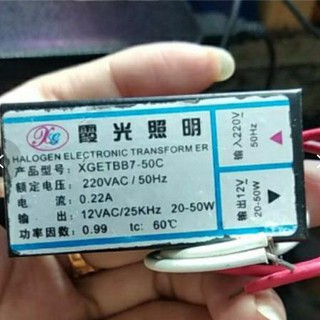 Xg
霞光照明
HALOGEN ELECTRONIC TRANSFORMER
产品型号: XGETBB7-50C
额定电压: 220VAC / 50Hz
电 流: 0.22A
输 出: 12VAC/25KHz 20-50W
功率因数: 0.99 tc: 60℃
输入220V
50Hz
输出12V
20-50W